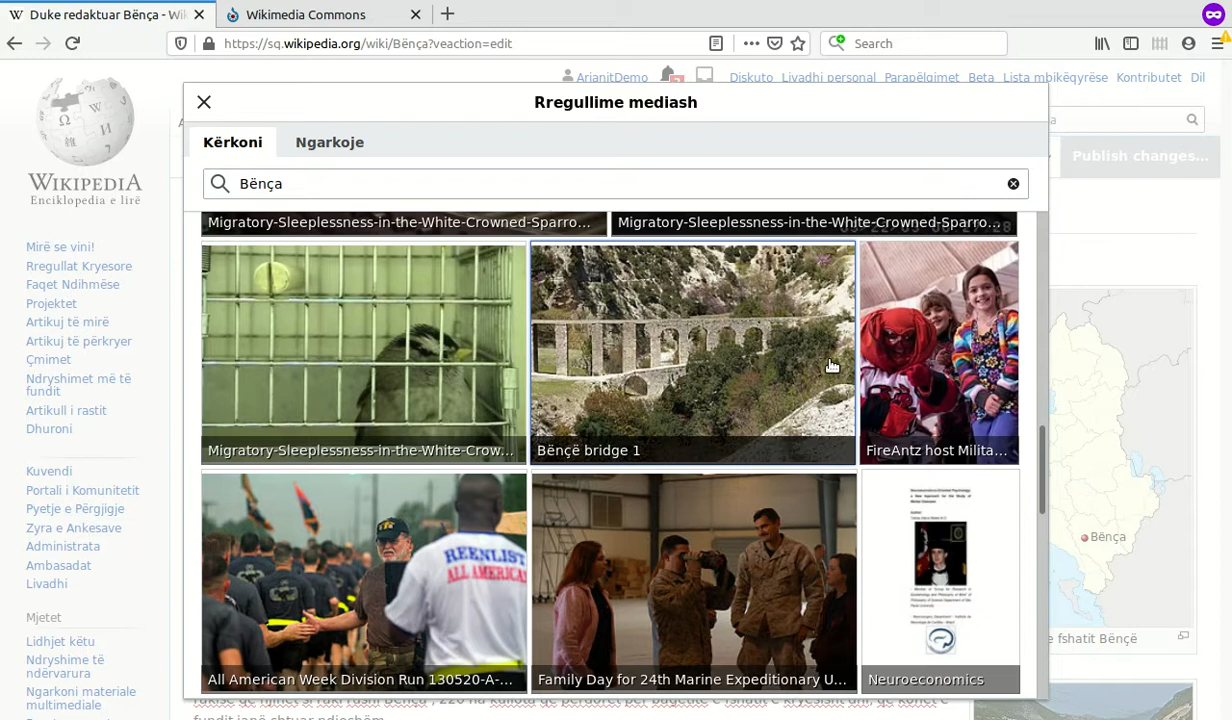 Duke redaktuar Bënça - Wi
Wikimedia Commons
https://sq.wikipedia.org/wiki/Bënça?veaction=edit
Search
ArianitDemo
Diskuto
Livadhi personal
Parapëlqimet
Beta
Lista mbikëqyrëse
Kontributet
Dil
WIKIPEDIA
Enciklopedia e lirë
Rregullime mediash
Kërkoni
Ngarkoje
Publish changes...
Bënça
Mirë se vini!
Rregullat Kryesore
Faqet Ndihmëse
Projektet
Artikuj të mirë
Artikuj të përkryer
Çmimet
Ndryshimet më të
fundit
Artikulli i rastit
Dhuroni
Kuvendi
Portali i Komunitetit
Pyetje e Përgjigje
Zyra e Ankesave
Administrata
Ambasadat
Livadhi
Mjetet
Lidhjet këtu
Ndryshime të
ndërvarura
Ngarkoni materiale
multimediale
Migratory-Sleeplessness-in-the-White-Crowned-Sparro...
Migratory-Sleeplessness-in-the-White-Crowned-Sparro...
Migratory-Sleeplessness-in-the-White-Crow...
Bënçë bridge 1
FireAntz host Milita...
REENLIST
ALL AMERICA
All American Week Division Run 130520-A-...
Family Day for 24th Marine Expeditionary U...
Neuroeconomics
Bënça
e fshatit Bënçë